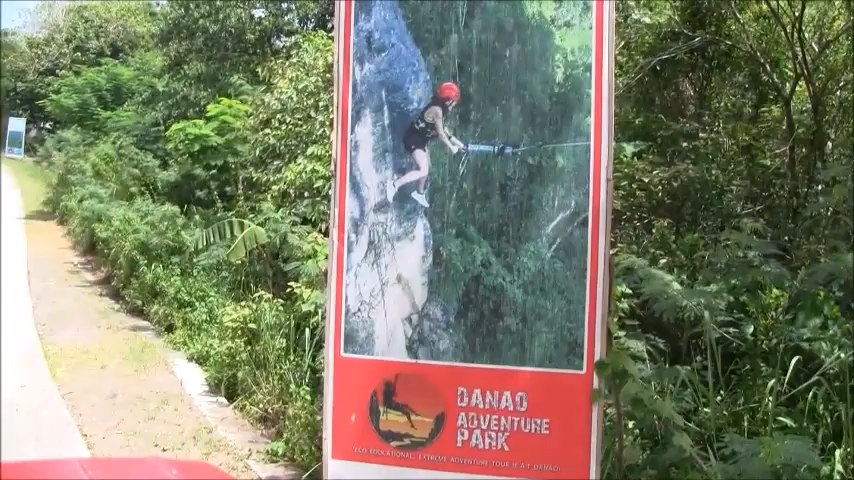 DANAO
ADVENTURE
PARK
ECO EDUCATIONAL, EXTREME ADVENTURE TOUR (E.A.T. DANAO)